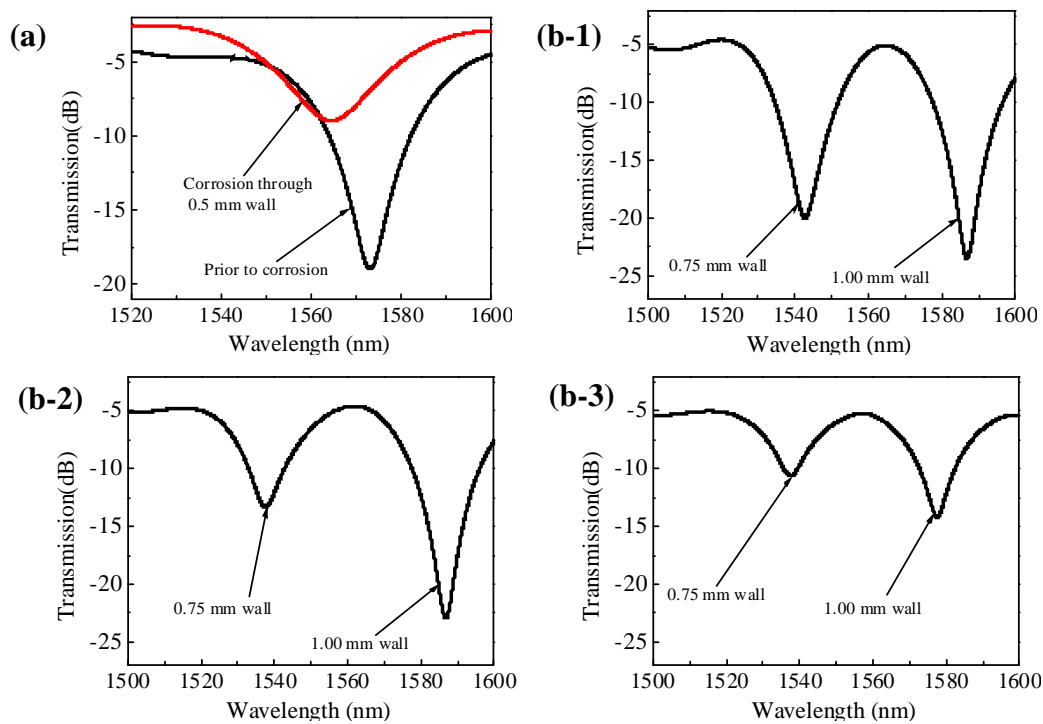 (a)
Transmission(dB)
-5
-10
-15
-20
Corrosion through
0.5 mm wall
Prior to corrosion
1520 1540 1560 1580 1600
Wavelength (nm)
(b-1)
Transmission(dB)
-5
-10
-15
-20
-25
0.75 mm wall
1.00 mm wall
1500 1520 1540 1560 1580 1600
Wavelength (nm)
(b-2)
Transmission(dB)
-5
-10
-15
-20
-25
0.75 mm wall
1.00 mm wall
1500 1520 1540 1560 1580 1600
Wavelength (nm)
(b-3)
Transmission(dB)
-5
-10
-15
-20
-25
0.75 mm wall
1.00 mm wall
1500 1520 1540 1560 1580 1600
Wavelength (nm)